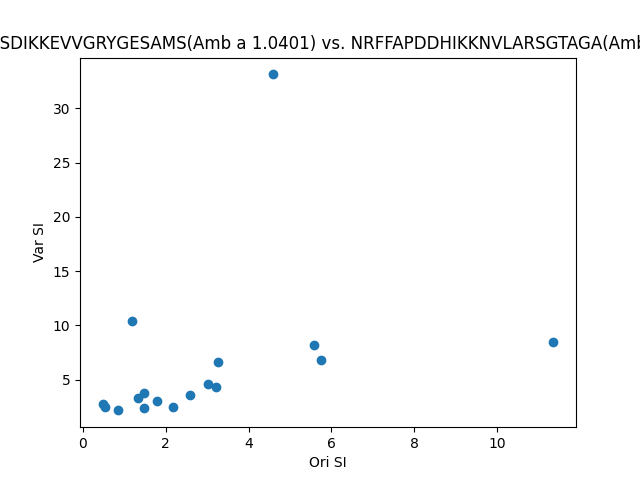 SDIKKEVVGRYGESAMS(Amb a 1.0401) vs. NRFFAPDDHIKKNVLARSGTAGA(Amb
30
25
20
15
10
5
0 2 4 6 8 10
Var SI
Ori SI